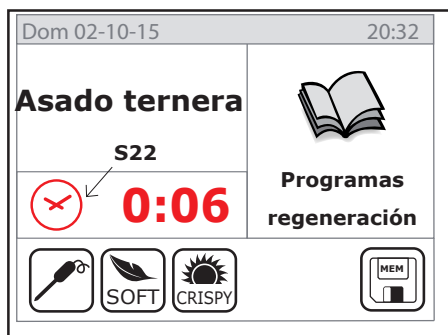 Dom 02-10-15 20:32
Asado ternera
S22
0:06
Programas
regeneración
SOFT
CRISPY
MEM